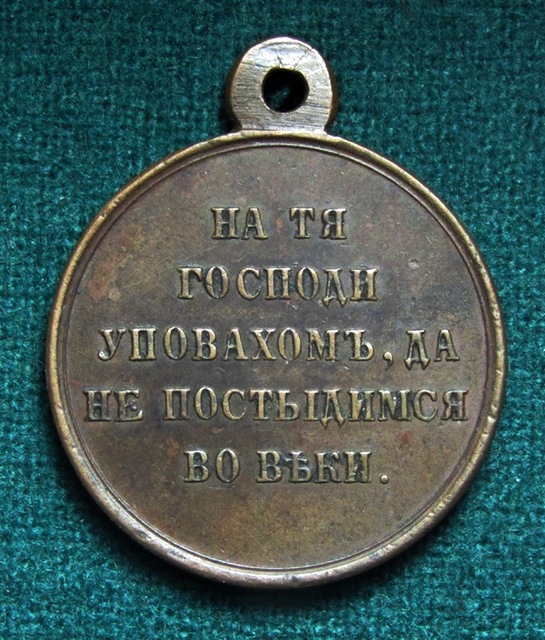 НА ТЯ
ГОСПОДИ
УПОВАХОМЪ, ДА
НЕ ПОСТЫДИМСЯ
ВО ВѢКИ.